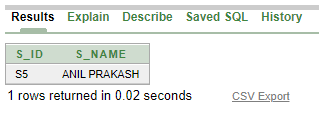 Results Explain Describe Saved SQL History
S_ID S_NAME
S5 ANIL PRAKASH
1 rows returned in 0.02 seconds CSV Export